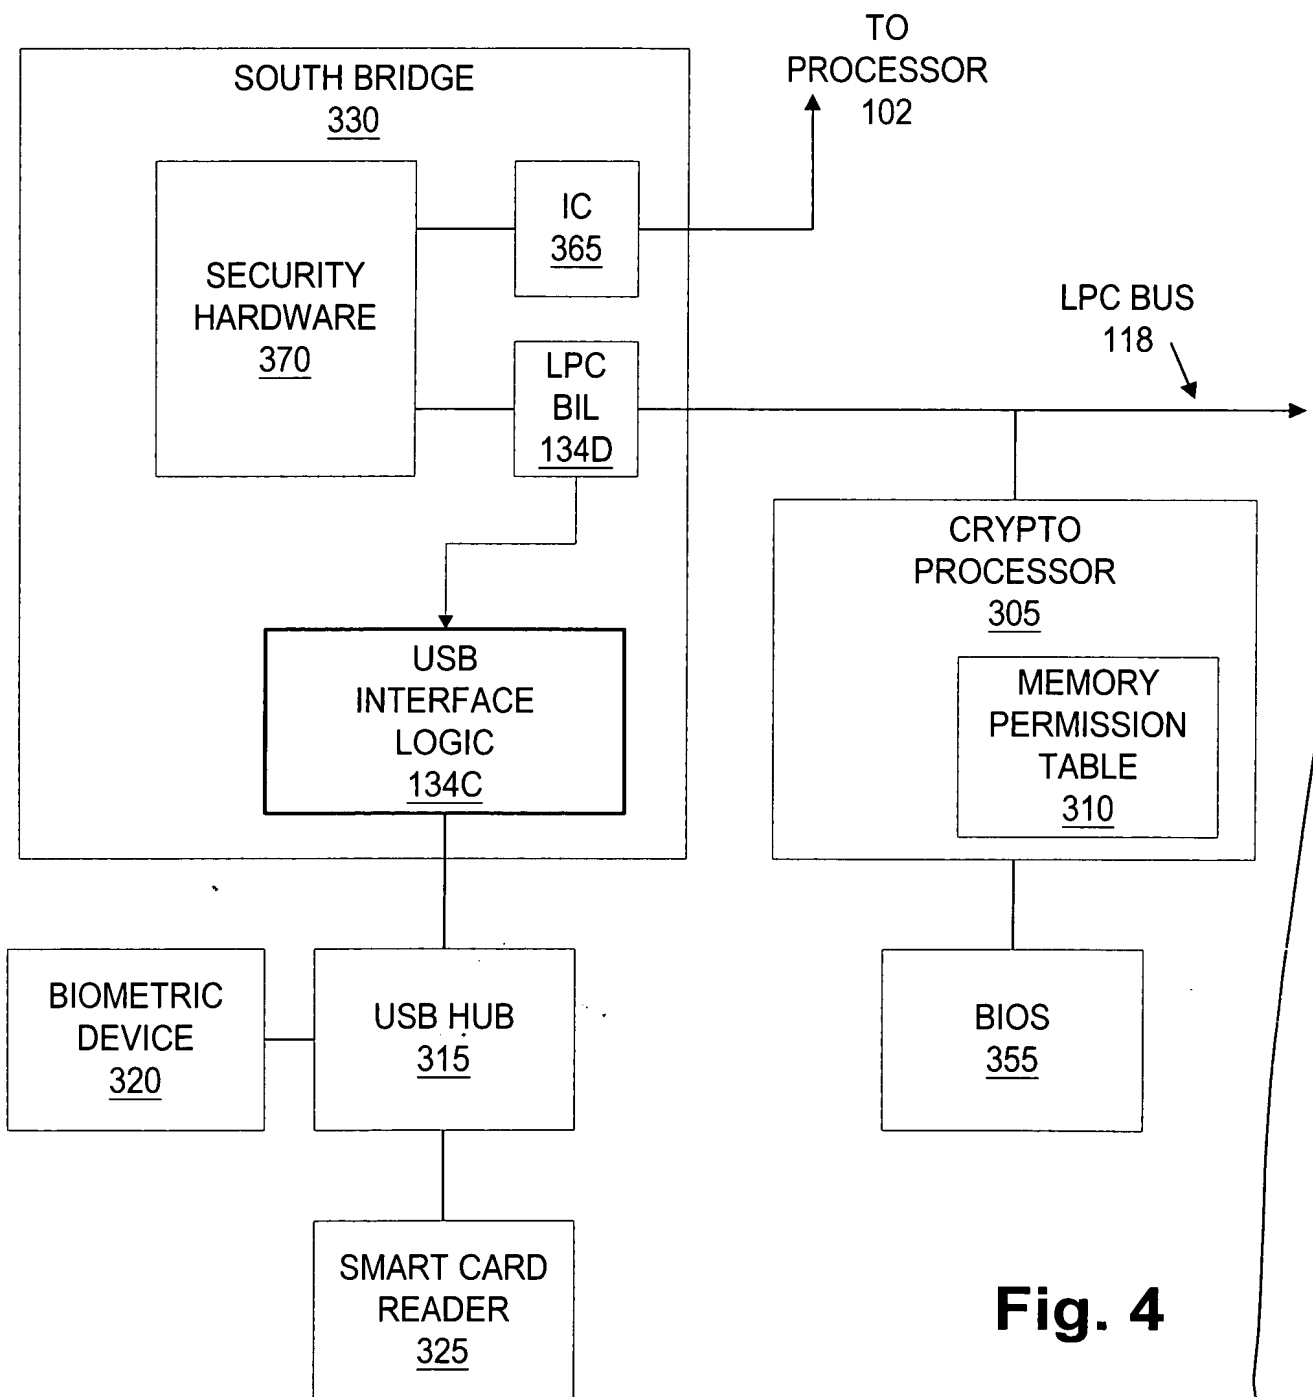 TO
PROCESSOR
102
SOUTH BRIDGE
330
IC
365
SECURITY
HARDWARE
370
LPC BUS
118
LPC
BIL
134D
CRYPTO
PROCESSOR
305
USB
INTERFACE
LOGIC
134C
MEMORY
PERMISSION
TABLE
310
BIOMETRIC
DEVICE
320
USB HUB
315
BIOS
355
SMART CARD
READER
325
Fig. 4